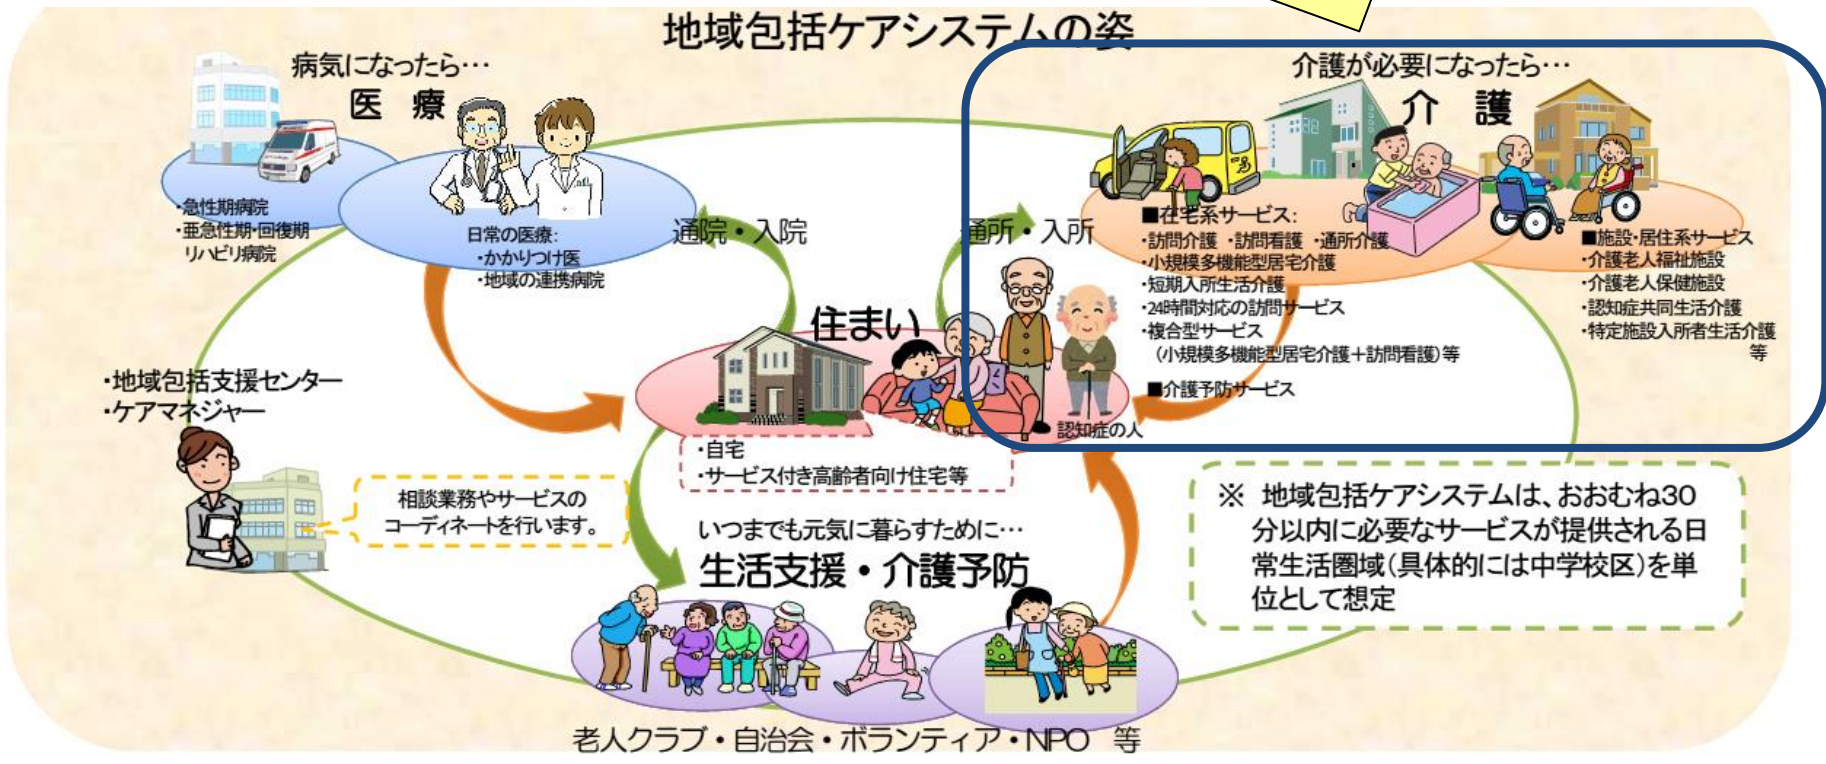 地域包括ケアシステムの姿
病気になったら…
医 療
・急性期病院
・亜急性期・回復期
リハビリ病院
日常の医療:
・かかりつけ医
・地域の連携病院
通院・入院
通所・入所
介護が必要になったら…
介 護
■在宅系サービス:
・訪問介護 ・訪問看護 ・通所介護
・小規模多機能型居宅介護
・短期入所生活介護
・24時間対応の訪問サービス
・複合型サービス
(小規模多機能型居宅介護+訪問看護)等
■介護予防サービス
■施設・居住系サービス
・介護老人福祉施設
・介護老人保健施設
・認知症共同生活介護
・特定施設入所者生活介護
等
住まい
認知症の人
・自宅
・サービス付き高齢者向け住宅等
・地域包括支援センター
・ケアマネジャー
相談業務やサービスの
コーディネートを行います。
いつまでも元気に暮らすために…
生活支援・介護予防
老人クラブ・自治会・ボランティア・NPO 等
※ 地域包括ケアシステムは、おおむね30
分以内に必要なサービスが提供される日
常生活圏域(具体的には中学校区)を単
位として想定